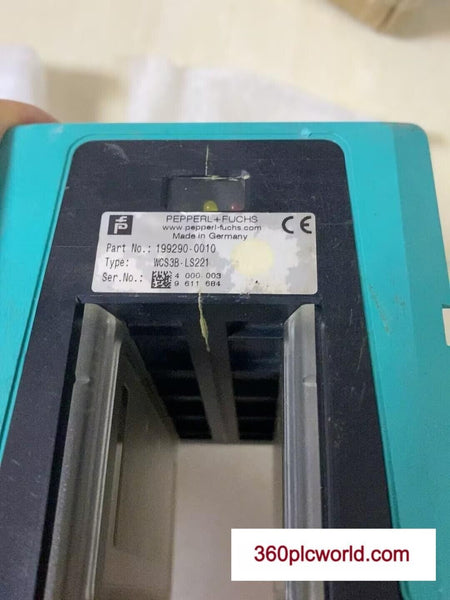 PEPPERL+FUCHS
www.pepperl-fuchs.com
Made in Germany
CE
Part No.: 199290-0010
Type: WCS3B-LS221
Ser.No.: 4 000 003
9 611 684
360plcworld.com